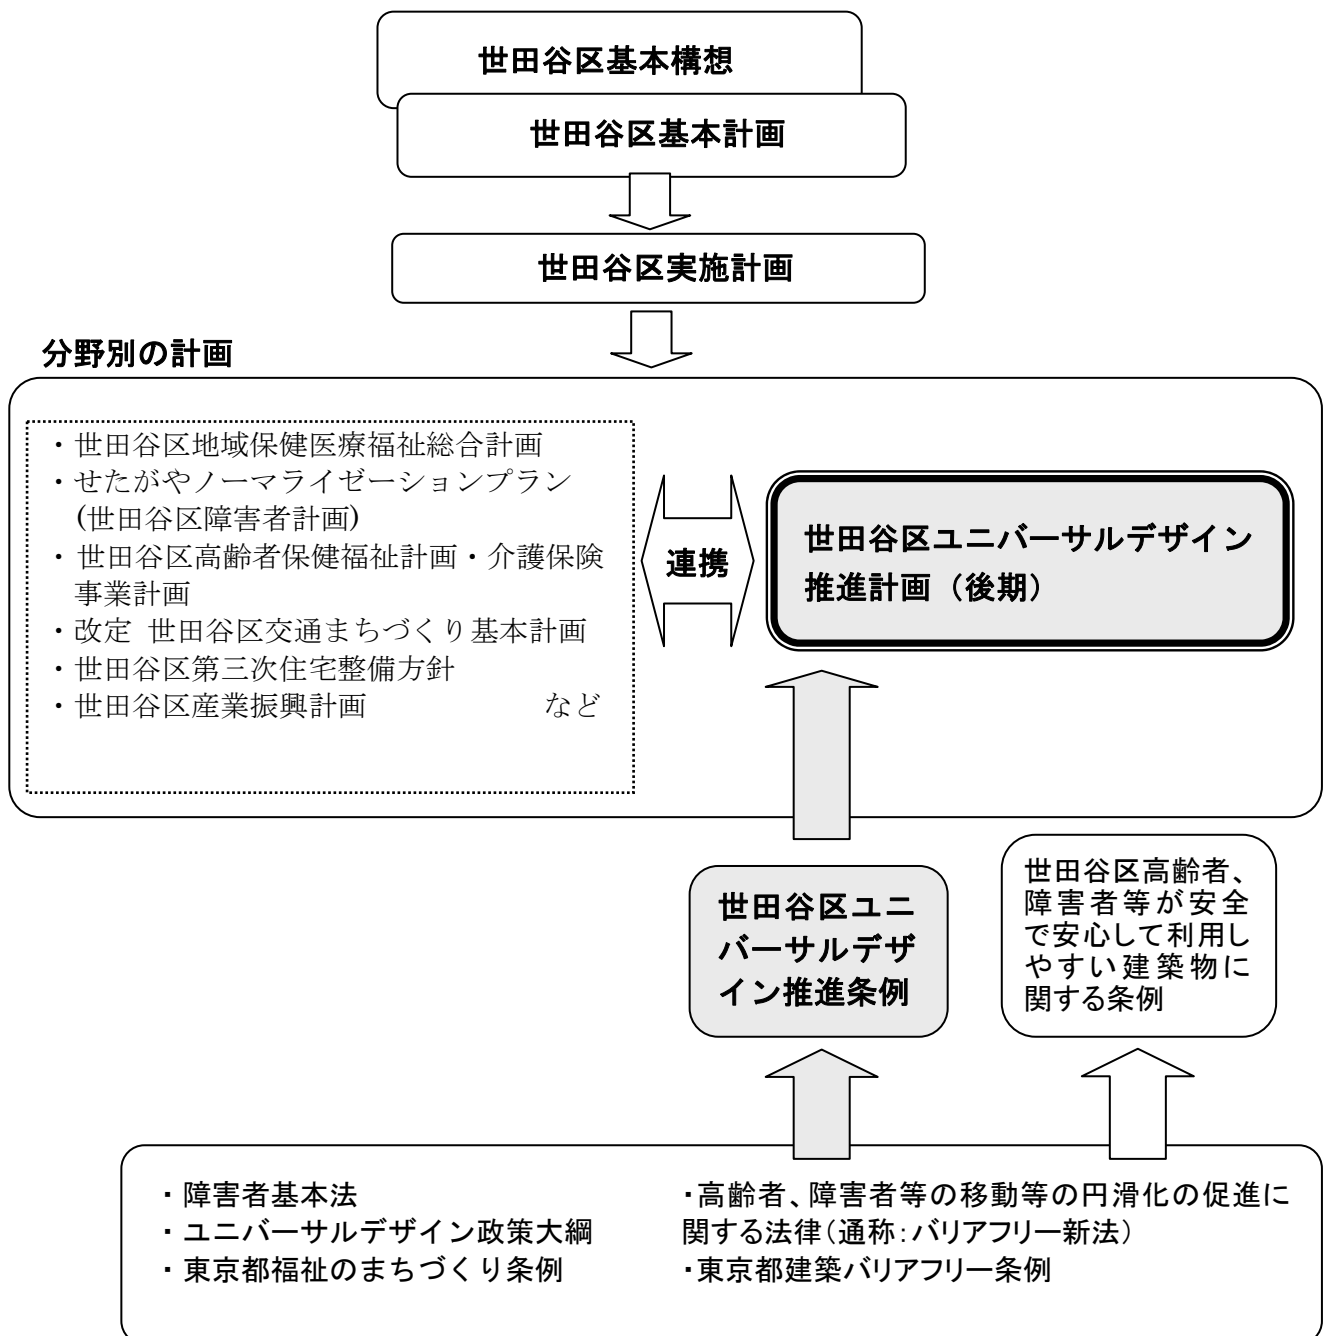 世田谷区基本構想
世田谷区基本計画
世田谷区実施計画
分野別の計画
・世田谷区地域保健医療福祉総合計画
・せたがやノーマライゼーションプラン
(世田谷区障害者計画)
・世田谷区高齢者保健福祉計画・介護保険
事業計画
・改定 世田谷区交通まちづくり基本計画
・世田谷区第三次住宅整備方針
・世田谷区産業振興計画 など
連携
世田谷区ユニバーサルデザイン
推進計画（後期）
世田谷区ユニ
バーサルデザ
イン推進条例
世田谷区高齢者、
障害者等が安全
で安心して利用し
やすい建築物に
関する条例
・障害者基本法
・ユニバーサルデザイン政策大綱
・東京都福祉のまちづくり条例
・高齢者、障害者等の移動等の円滑化の促進に
関する法律（通称：バリアフリー新法）
・東京都建築バリアフリー条例